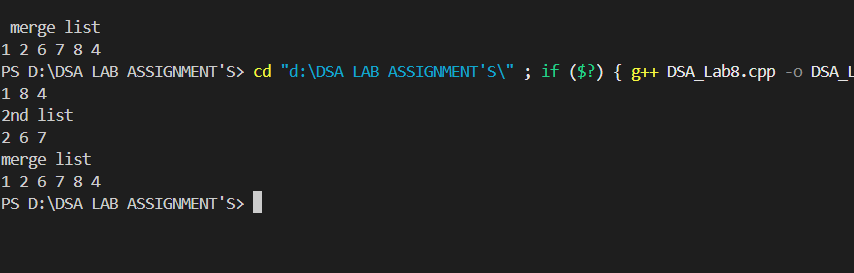 merge list
1 2 6 7 8 4
PS D:\DSA LAB ASSIGNMENT'S> cd "d:\DSA LAB ASSIGNMENT'S\" ; if ($?) { g++ DSA_Lab8.cpp -o DSA_L
1 8 4
2nd list
2 6 7
merge list
1 2 6 7 8 4
PS D:\DSA LAB ASSIGNMENT'S>